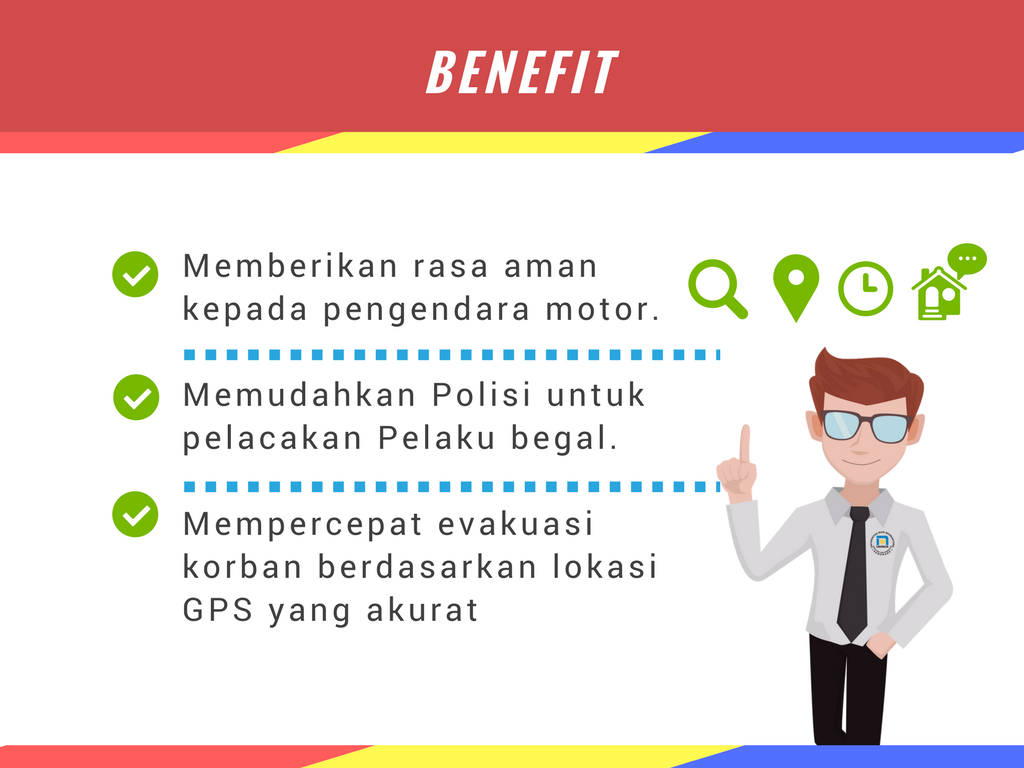 BENEFIT
Memberikan rasa aman
kepada pengendara motor.
Memudahkan Polisi untuk
pelacakan Pelaku begal.
Mempercepat evakuasi
korban berdasarkan lokasi
GPS yang akurat